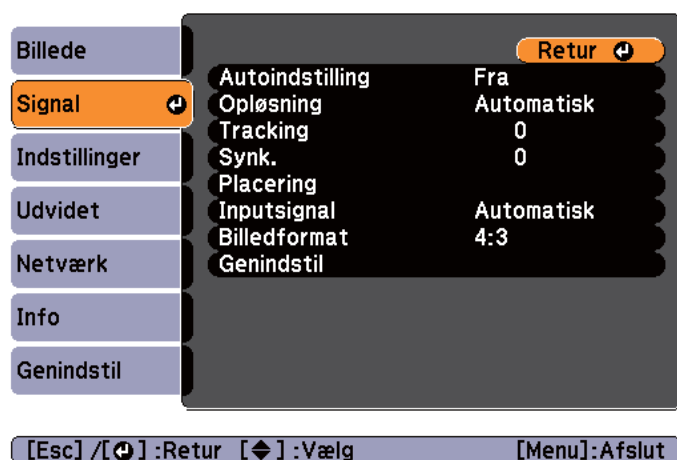 Billede
Signal
Indstillinger
Udvidet
Netværk
Info
Genindstil
Retur
Autoindstilling Fra
Opløsning Automatisk
Tracking 0
Synk. 0
Placering
Inputsignal Automatisk
Billedformat 4:3
Genindstil
[Esc] /[⏎] :Retur [◆] :Vælg [Menu]:Afslut